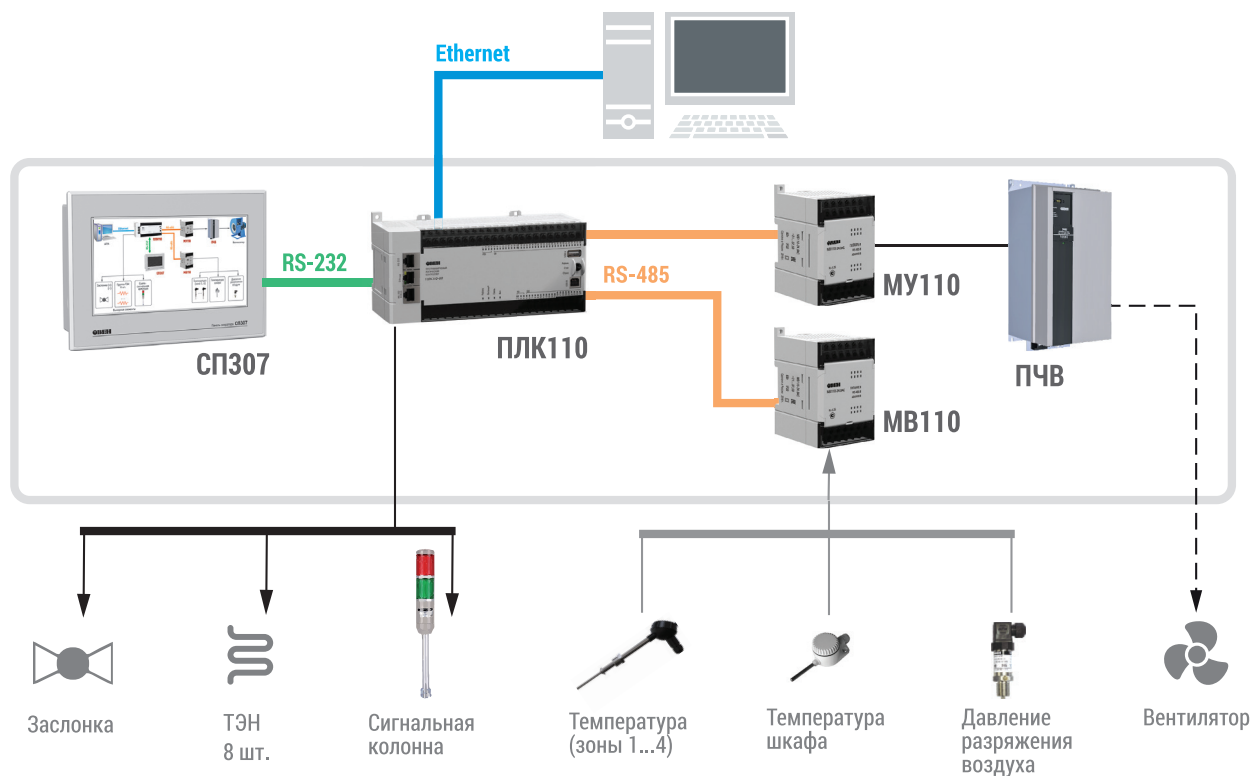 Ethernet
RS-232
RS-485
СП307
ПЛК110
МУ110
МВ110
ПЧВ
Заслонка
ТЭН
8 шт.
Сигнальная
колонна
Температура
(зоны 1...4)
Температура
шкафа
Давление
разряжения
воздуха
Вентилятор